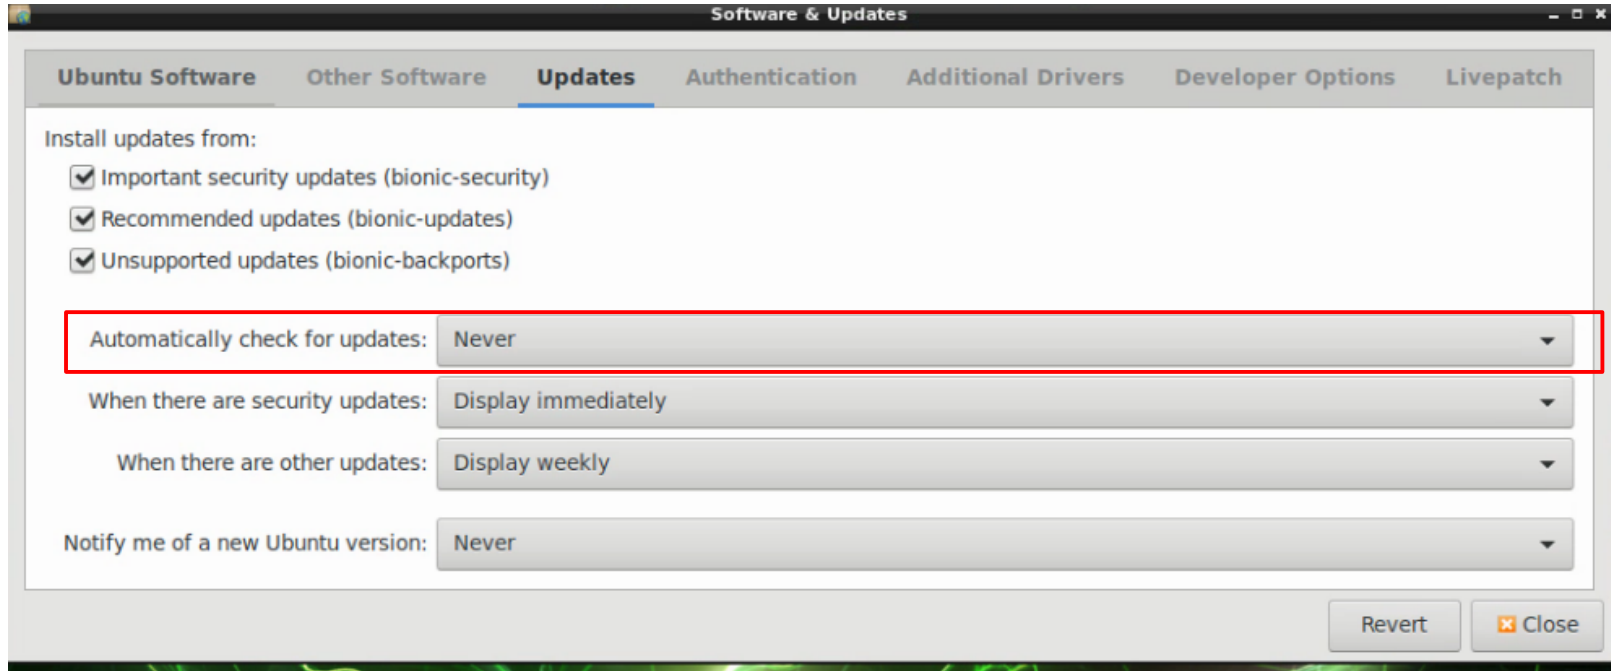 Software & Updates
Ubuntu Software Other Software Updates Authentication Additional Drivers Developer Options Livepatch
Install updates from:
Important security updates (bionic-security)
Recommended updates (bionic-updates)
Unsupported updates (bionic-backports)
Automatically check for updates: Never
When there are security updates: Display immediately
When there are other updates: Display weekly
Notify me of a new Ubuntu version: Never
Revert Close